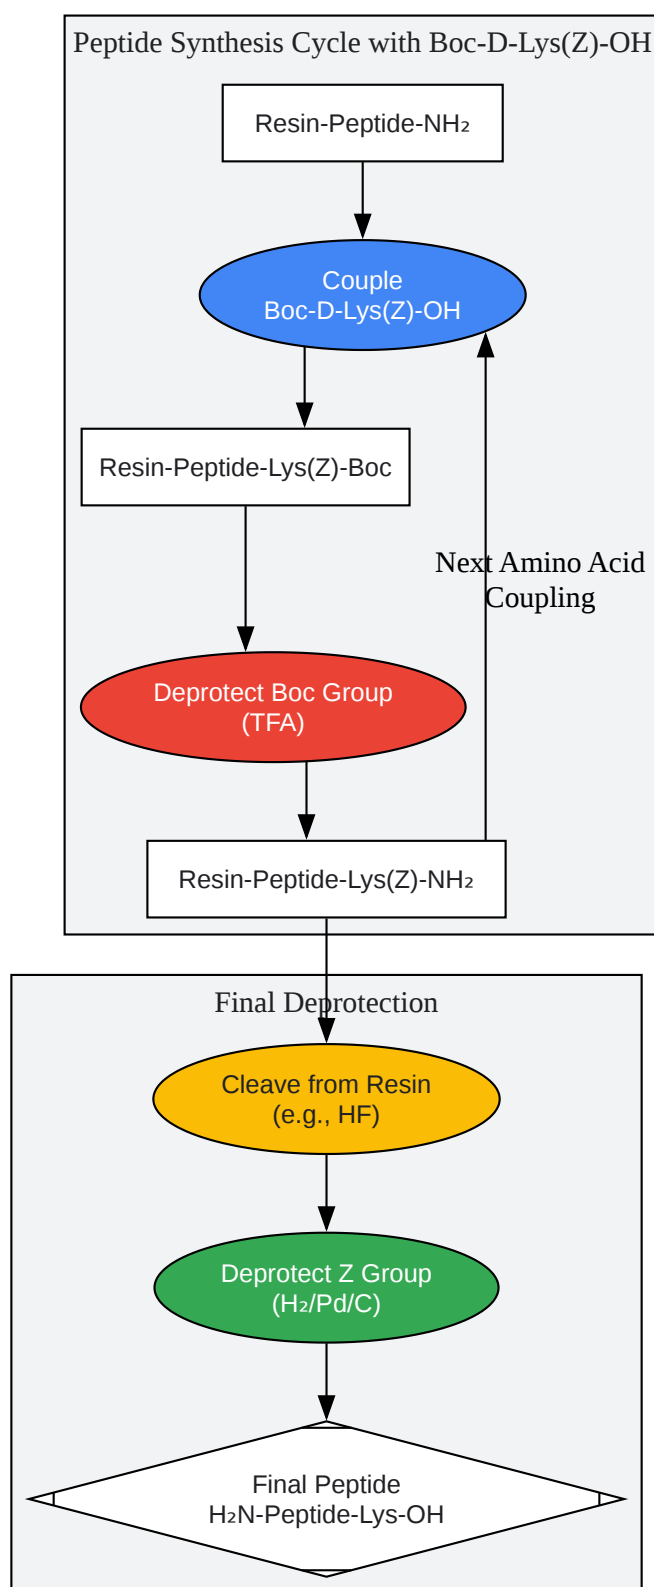 Peptide Synthesis Cycle with Boc-D-Lys(Z)-OH
Resin-Peptide-NH₂
Couple
Boc-D-Lys(Z)-OH
Resin-Peptide-Lys(Z)-Boc
Next Amino Acid
Coupling
Deprotect Boc Group
(TFA)
Resin-Peptide-Lys(Z)-NH₂
Final Deprotection
Cleave from Resin
(e.g., HF)
Deprotect Z Group
(H₂/Pd/C)
Final Peptide
H₂N-Peptide-Lys-OH